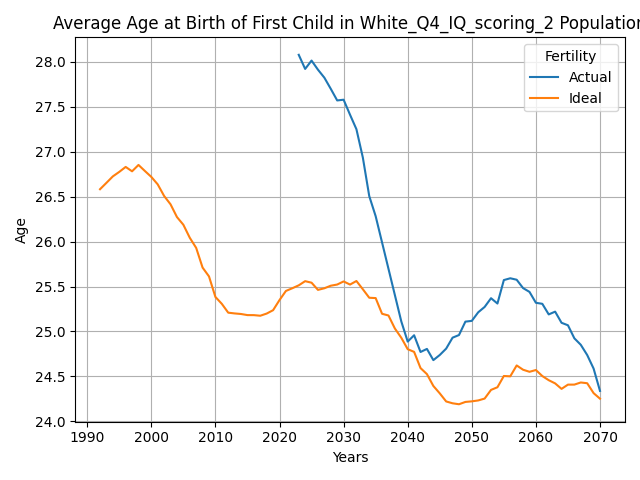 Average Age at Birth of First Child in White_Q4_IQ_scoring_2 Population
Fertility
Actual
Ideal
28.0
27.5
27.0
26.5
26.0
25.5
25.0
24.5
24.0
Age
1990 2000 2010 2020 2030 2040 2050 2060 2070
Years